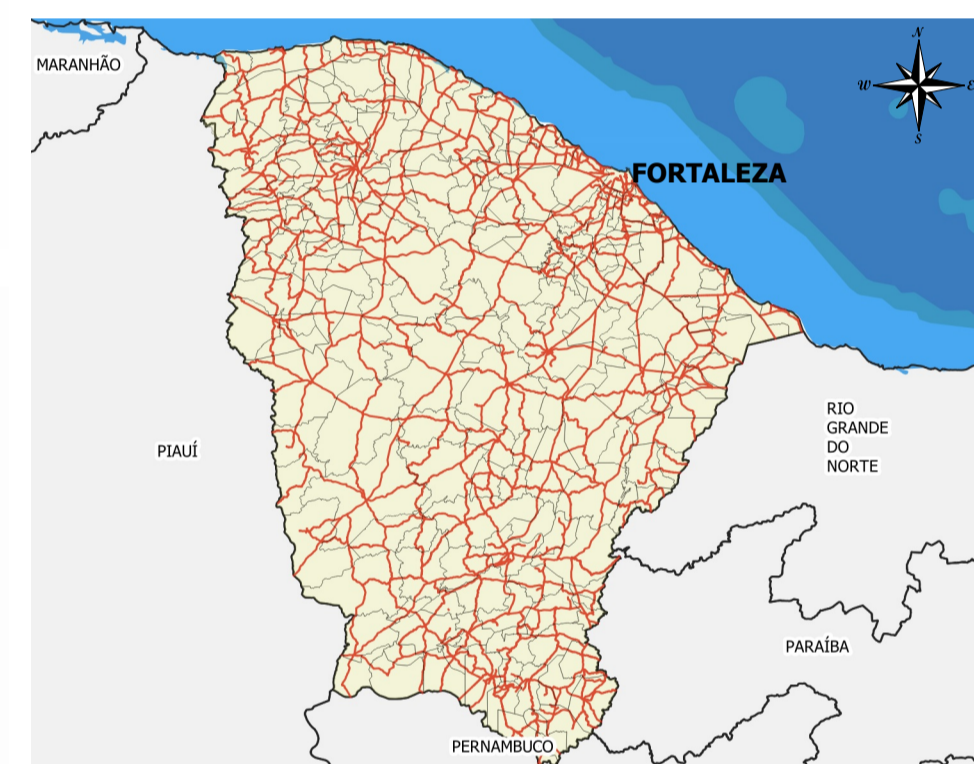 N
MARANHÃO
W
E
S
FORTALEZA
RIO
GRANDE
DO
NORTE
PIAUÍ
PARAÍBA
PERNAMBUCO